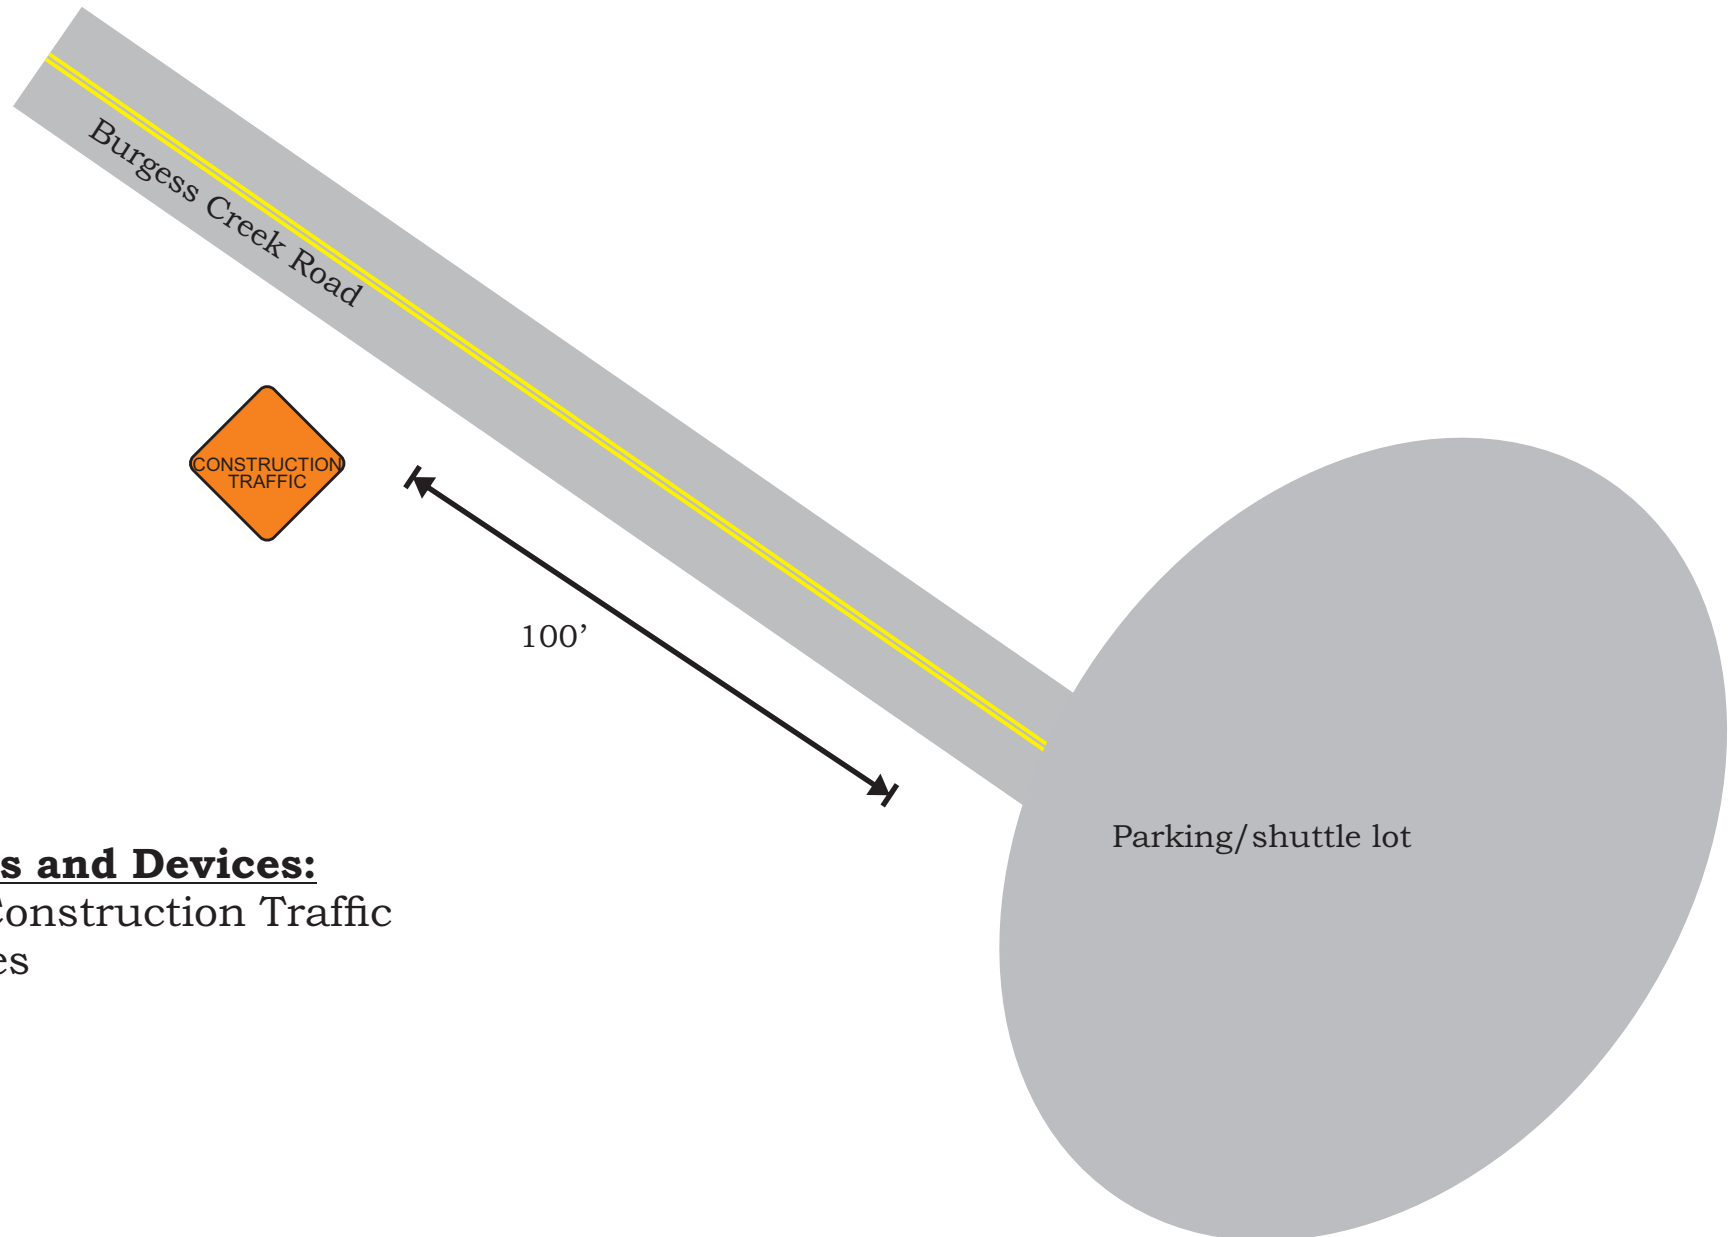 Burgess Creek Road
CONSTRUCTION
TRAFFIC
100’
Parking/shuttle lot
s and Devices:
Construction Traffic
es